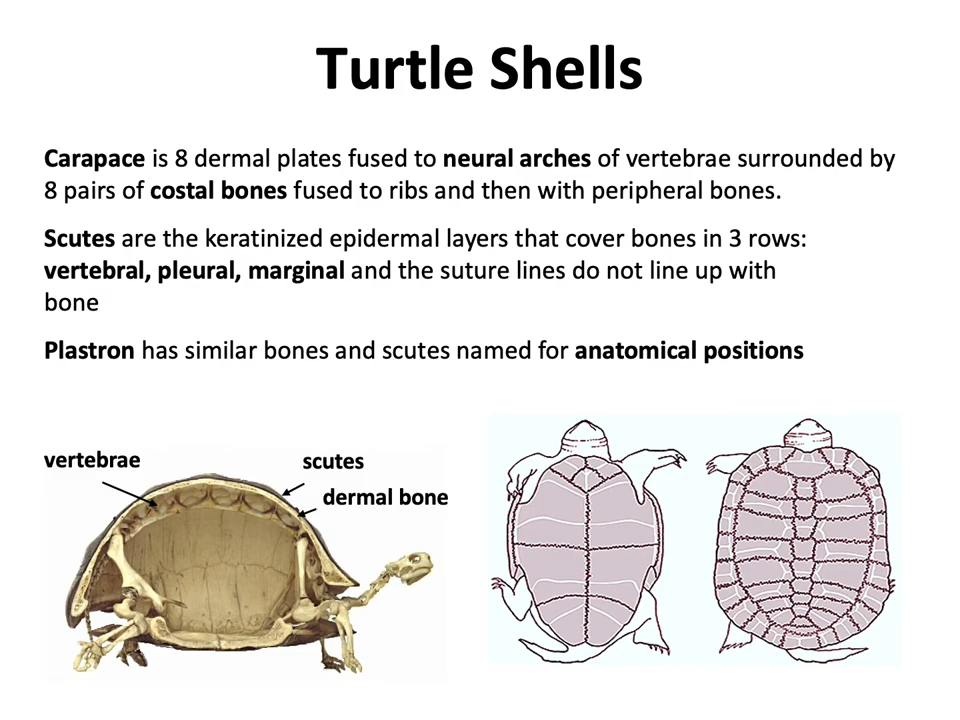 Turtle Shells
Carapace is 8 dermal plates fused to neural arches of vertebrae surrounded by
8 pairs of costal bones fused to ribs and then with peripheral bones.
Scutes are the keratinized epidermal layers that cover bones in 3 rows:
vertebral, pleural, marginal and the suture lines do not line up with
bone
Plastron has similar bones and scutes named for anatomical positions
vertebrae
scutes
dermal bone